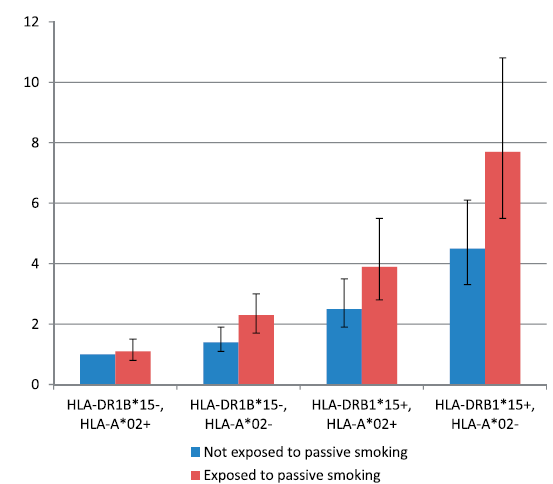 12
10
8
6
4
2
0
HLA-DR1B*15-, HLA-DR1B*15-, HLA-DRB1*15+, HLA-DRB1*15+,
HLA-A*02+ HLA-A*02- HLA-A*02+ HLA-A*02-
Not exposed to passive smoking
Exposed to passive smoking